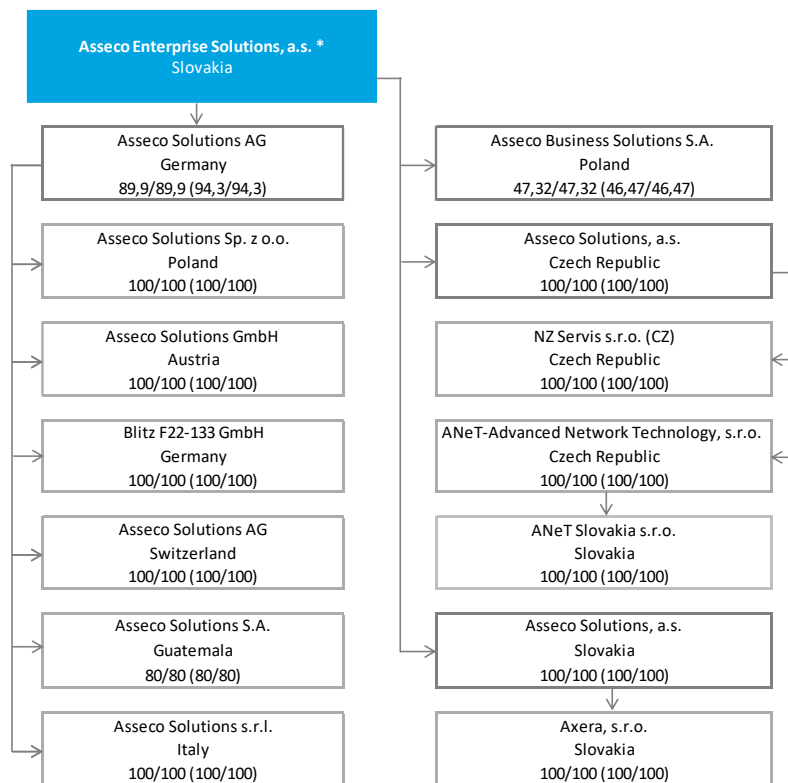 Asseco Enterprise Solutions, a.s. *
Slovakia
Asseco Solutions AG
Germany
89,9/89,9 (94,3/94,3)
Asseco Solutions Sp. z o.o.
Poland
100/100 (100/100)
Asseco Solutions GmbH
Austria
100/100 (100/100)
Blitz F22-133 GmbH
Germany
100/100 (100/100)
Asseco Solutions AG
Switzerland
100/100 (100/100)
Asseco Solutions S.A.
Guatemala
80/80 (80/80)
Asseco Solutions s.r.l.
Italy
100/100 (100/100)
Asseco Business Solutions S.A.
Poland
47,32/47,32 (46,47/46,47)
Asseco Solutions, a.s.
Czech Republic
100/100 (100/100)
NZ Servis s.r.o. (CZ)
Czech Republic
100/100 (100/100)
ANeT-Advanced Network Technology, s.r.o.
Czech Republic
100/100 (100/100)
ANeT Slovakia s.r.o.
Slovakia
100/100 (100/100)
Asseco Solutions, a.s.
Slovakia
100/100 (100/100)
Axera, s.r.o.
Slovakia
100/100 (100/100)